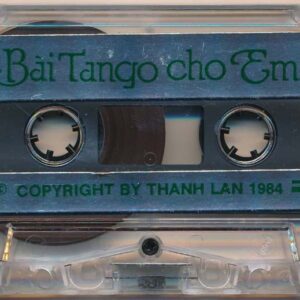 Bài Tango cho Em
© COPYRIGHT BY THANH LAN 1984